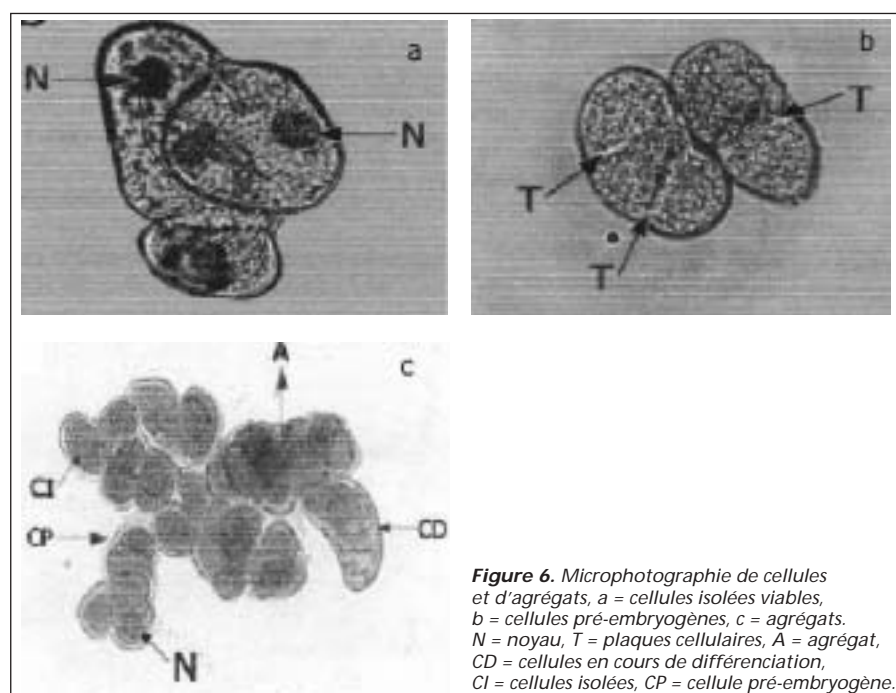 a
N
N
b
T
T
T
c
A
CI
CP
CD
N
Figure 6. Microphotographie de cellules
et d'agrégats, a = cellules isolées viables,
b = cellules pré-embryogènes, c = agrégats.
N = noyau, T = plaques cellulaires, A = agrégat,
CD = cellules en cours de différenciation,
CI = cellules isolées, CP = cellule pré-embryogène.